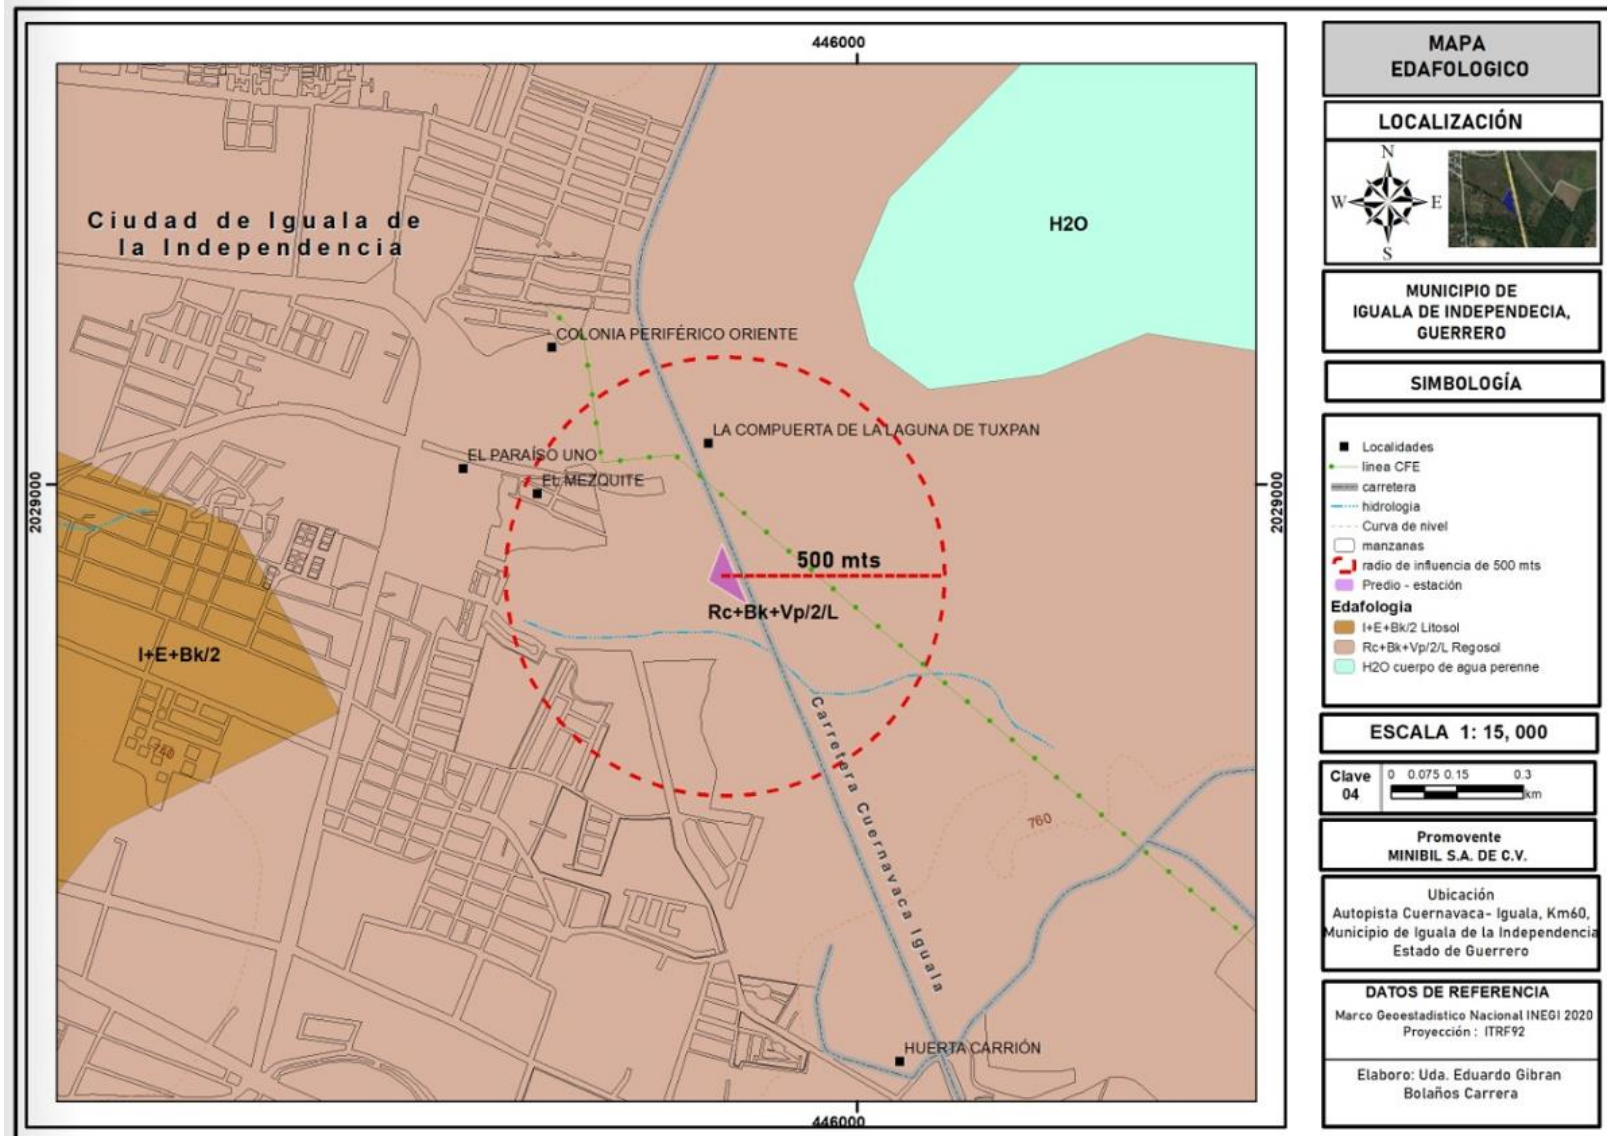 446000
Ciudad de Iguala de
la Independencia
H2O
COLONIA PERIFÉRICO ORIENTE
LA COMPUERTA DE LA LAGUNA DE TUXPAN
EL PARAÍSO UNO
EL MEZQUITE
2029000
2029000
500 mts
Rc+Bk+Vp/2/L
I+E+Bk/2
760
Carretera Cuernavaca Iguala
760
HUERTA CARRIÓN
446000
MAPA
EDAFOLOGICO
LOCALIZACIÓN
N
W
E
S
MUNICIPIO DE
IGUALA DE INDEPENDECIA,
GUERRERO
SIMBOLOGÍA
Localidades
linea CFE
carretera
hidrologia
Curva de nivel
manzanas
radio de influencia de 500 mts
Predio - estación
Edafologia
I+E+Bk/2 Litosol
Rc+Bk+Vp/2/L Regosol
H2O cuerpo de agua perenne
ESCALA 1: 15, 000
Clave
04
0 0.075 0.15 0.3
km
Promovente
MINIBIL S.A. DE C.V.
Ubicación
Autopista Cuernavaca- Iguala, Km60,
Municipio de Iguala de la Independencia
Estado de Guerrero
DATOS DE REFERENCIA
Marco Geoestadistico Nacional INEGI 2020
Proyección : ITRF92
Elaboro: Uda. Eduardo Gibran
Bolaños Carrera